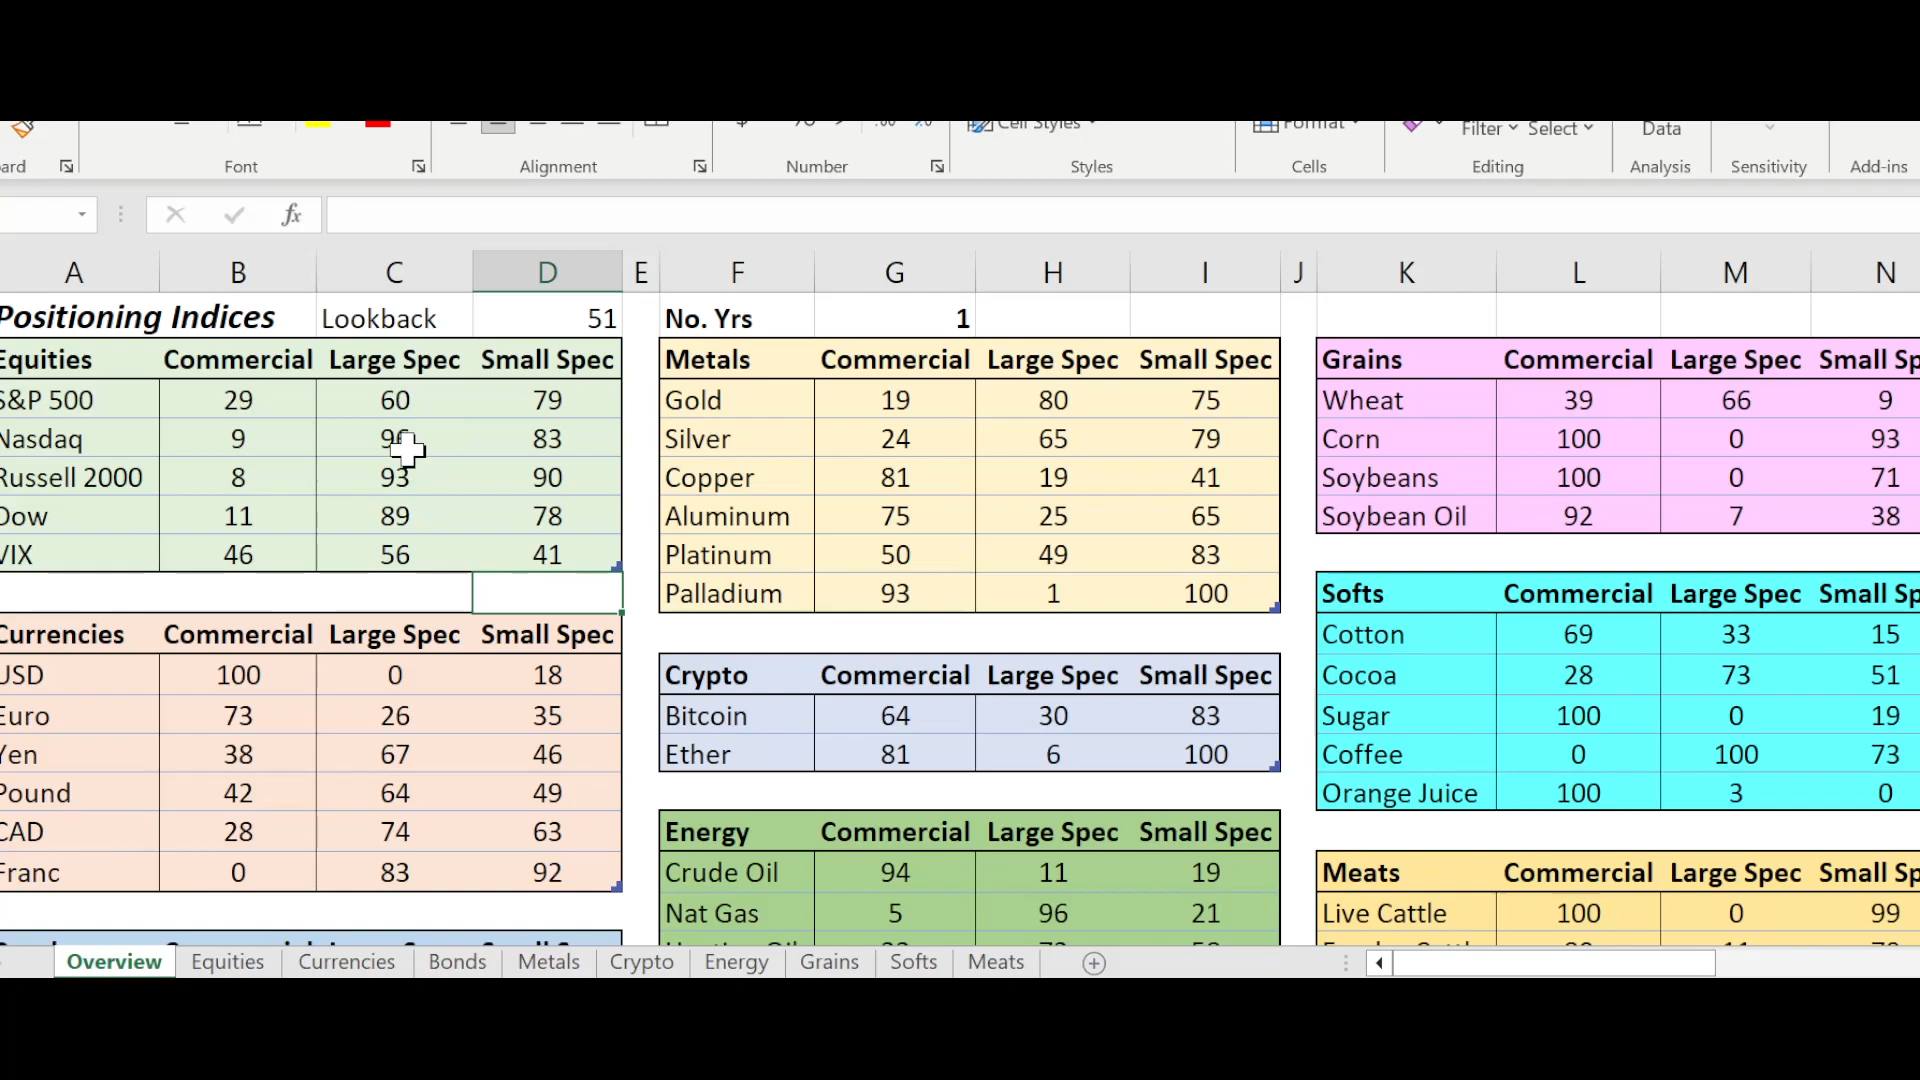 Cell Styles Format Filter Select Data
ard Font Alignment Number Styles Cells Editing Analysis Sensitivity Add-ins
fx
A B C D E F G H I J K L M N
Positioning Indices Lookback 51 No. Yrs 1
Equities Commercial Large Spec Small Spec Metals Commercial Large Spec Small Spec Grains Commercial Large Spec Small Sp
S&P 500 29 60 79 Gold 19 80 75 Wheat 39 66 9
Nasdaq 9 83 Silver 24 65 79 Corn 100 0 93
Russell 2000 8 93 90 Copper 81 19 41 Soybeans 100 0 71
Dow 11 89 78 Aluminum 75 25 65 Soybean Oil 92 7 38
VIX 46 56 41 Platinum 50 49 83
Palladium 93 1 100 Softs Commercial Large Spec Small Sp
Currencies Commercial Large Spec Small Spec Cotton 69 33 15
USD 100 0 18 Crypto Commercial Large Spec Small Spec Cocoa 28 73 51
Euro 73 26 35 Bitcoin 64 30 83 Sugar 100 0 19
Yen 38 67 46 Ether 81 6 100 Coffee 0 100 73
Pound 42 64 49 Orange Juice 100 3 0
CAD 28 74 63 Energy Commercial Large Spec Small Spec
Franc 0 83 92 Crude Oil 94 11 19 Meats Commercial Large Spec Small Sp
Nat Gas 5 96 21 Live Cattle 100 0 99
Overview Equities Currencies Bonds Metals Crypto Energy Grains Softs Meats